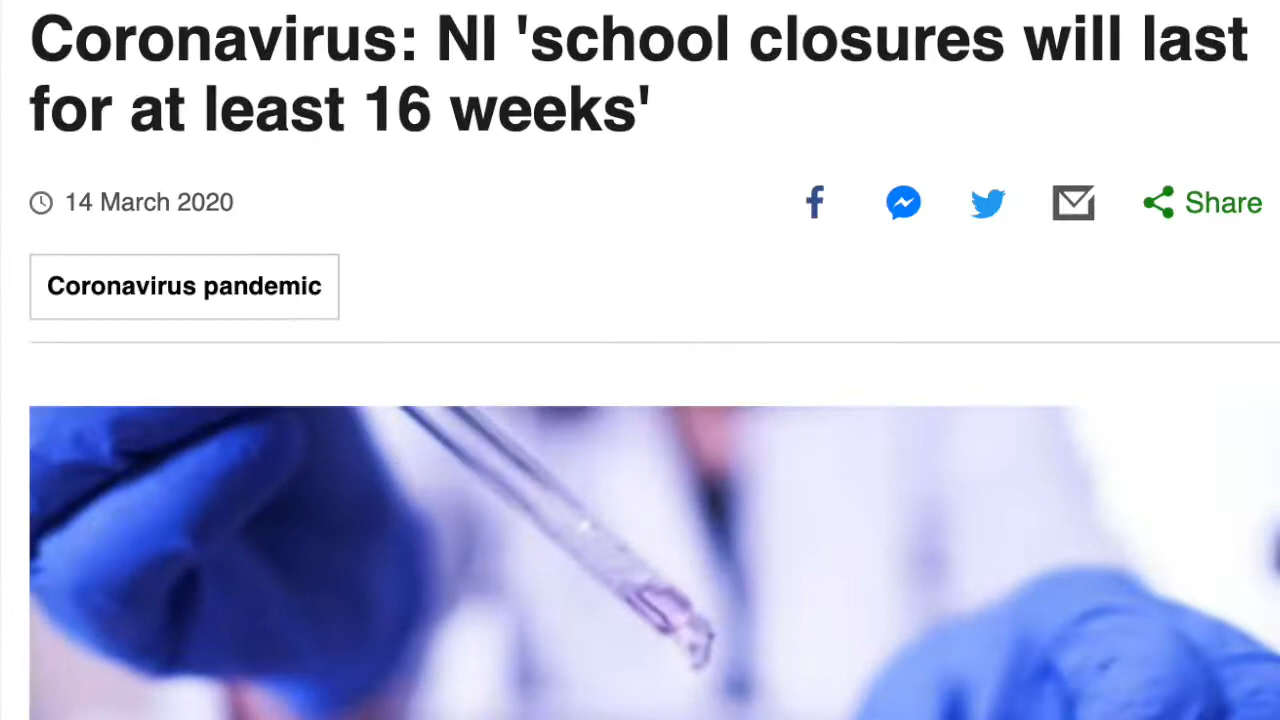 Coronavirus: NI 'school closures will last
for at least 16 weeks'
14 March 2020
Share
Coronavirus pandemic